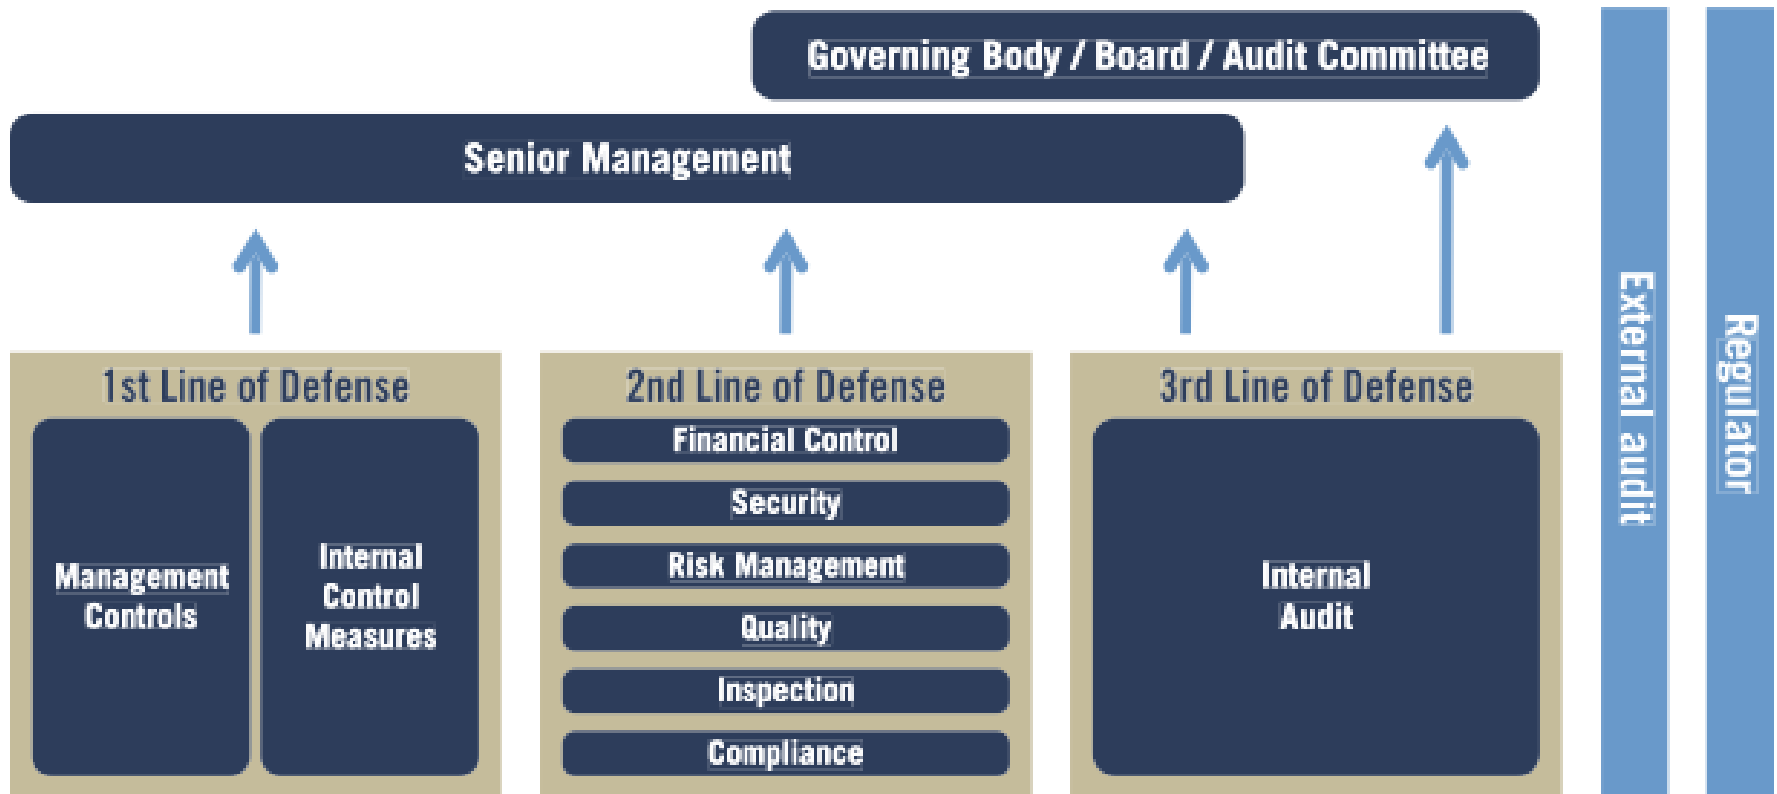 Governing Body / Board / Audit Committee
Senior Management
1st Line of Defense
Management
Controls
Internal
Control
Measures
2nd Line of Defense
Financial Control
Security
Risk Management
Quality
Inspection
Compliance
3rd Line of Defense
Internal
Audit
External audit
Regulator